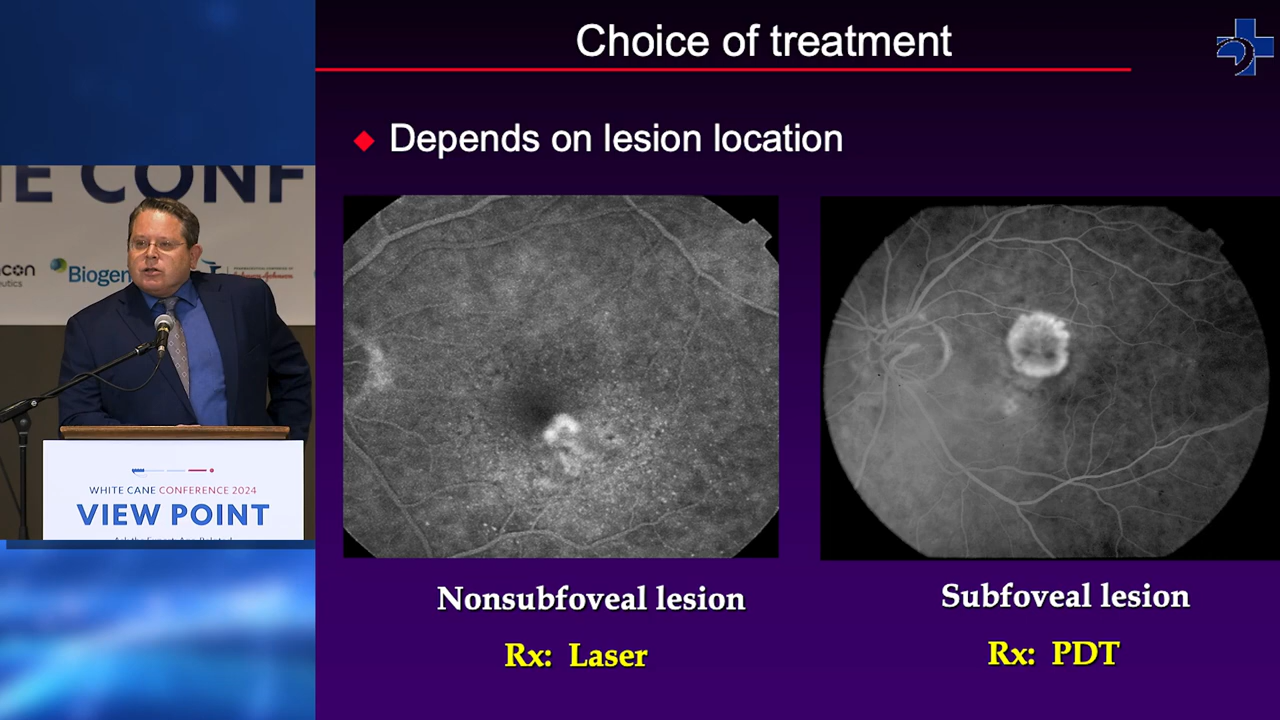 Choice of treatment
Depends on lesion location
Nonsubfoveal lesion
Rx: Laser
Subfoveal lesion
Rx: PDT
E CONF
Biogen
WHITE CANE CONFERENCE 2024
VIEW POINT